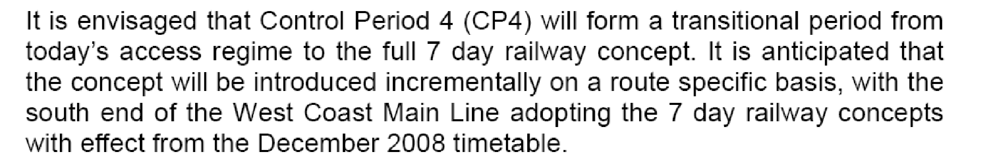 It is envisaged that Control Period 4 (CP4) will form a transitional period from
today’s access regime to the full 7 day railway concept. It is anticipated that
the concept will be introduced incrementally on a route specific basis, with the
south end of the West Coast Main Line adopting the 7 day railway concepts
with effect from the December 2008 timetable.